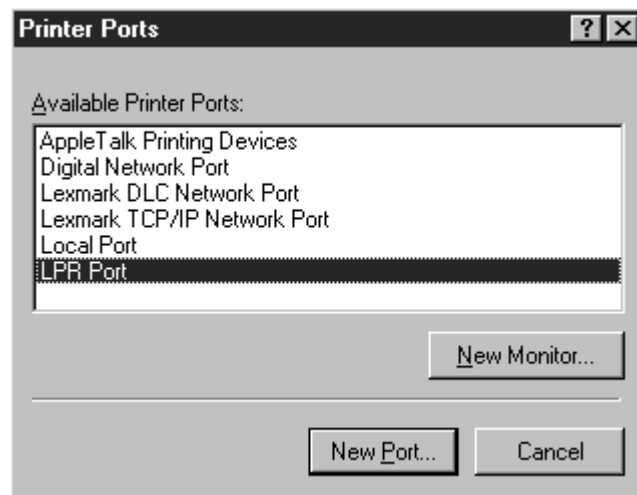 Printer Ports
Available Printer Ports:
AppleTalk Printing Devices
Digital Network Port
Lexmark DLC Network Port
Lexmark TCP/IP Network Port
Local Port
LPR Port
New Monitor...
New Port...
Cancel